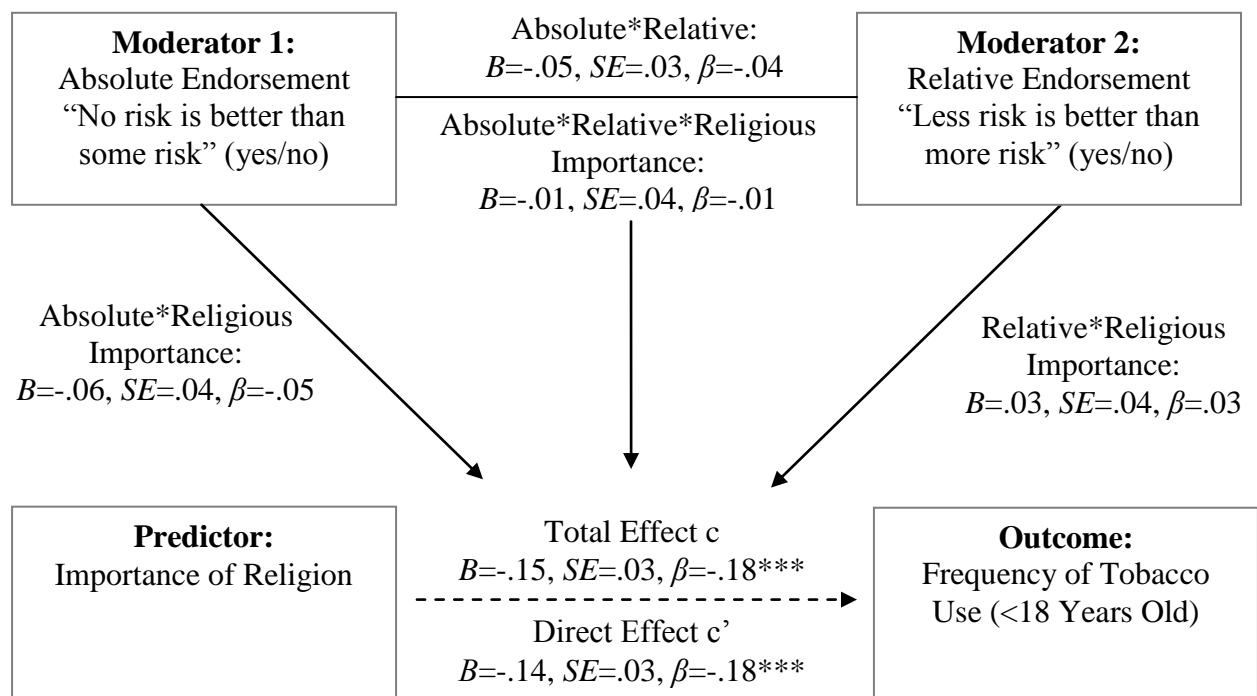 Moderator 1:
Absolute Endorsement
“No risk is better than
some risk” (yes/no)
Absolute*Relative:
B=-.05, SE=.03, β=-.04
Absolute*Relative*Religious
Importance:
B=-.01, SE=.04, β=-.01
Moderator 2:
Relative Endorsement
“Less risk is better than
more risk” (yes/no)
Absolute*Religious
Importance:
B=-.06, SE=.04, β=-.05
Relative*Religious
Importance:
B=.03, SE=.04, β=.03
Predictor:
Importance of Religion
Total Effect c
B=-.15, SE=.03, β=-.18***
Direct Effect c’
B=-.14, SE=.03, β=-.18***
Outcome:
Frequency of Tobacco
Use (<18 Years Old)